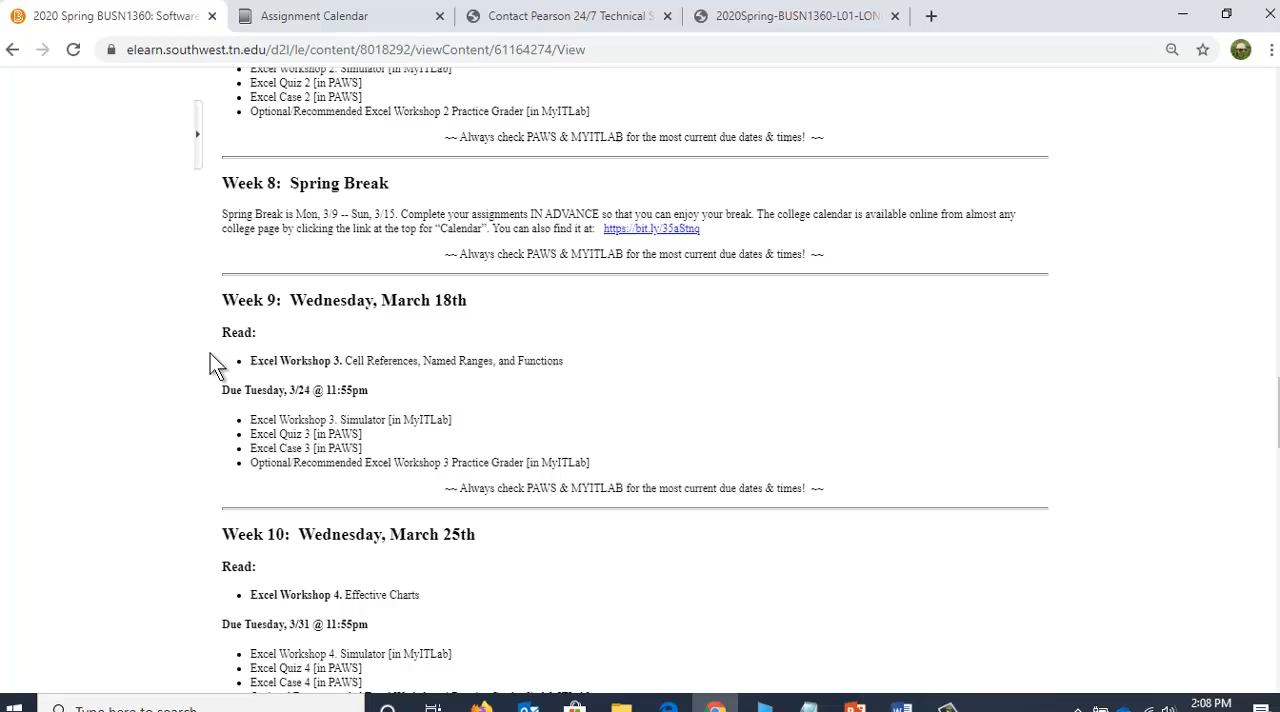 2020 Spring BUSN1360: Software
Assignment Calendar
Contact Pearson 24/7 Technical S
2020Spring-BUSN1360-L01-LON
elearn.southwest.tn.edu/d2l/le/content/8018292/viewContent/61164274/View
Excel Workshop 2. Simulator [in MyITLab]
Excel Quiz 2 [in PAWS]
Excel Case 2 [in PAWS]
Optional/Recommended Excel Workshop 2 Practice Grader [in MyITLab]
~~ Always check PAWS & MYITLAB for the most current due dates & times! ~~
Week 8: Spring Break
Spring Break is Mon, 3/9 -- Sun, 3/15. Complete your assignments IN ADVANCE so that you can enjoy your break. The college calendar is available online from almost any
college page by clicking the link at the top for “Calendar”. You can also find it at: https://bit.ly/35aStnq
~~ Always check PAWS & MYITLAB for the most current due dates & times! ~~
Week 9: Wednesday, March 18th
Read:
Excel Workshop 3. Cell References, Named Ranges, and Functions
Due Tuesday, 3/24 @ 11:55pm
Excel Workshop 3. Simulator [in MyITLab]
Excel Quiz 3 [in PAWS]
Excel Case 3 [in PAWS]
Optional/Recommended Excel Workshop 3 Practice Grader [in MyITLab]
~~ Always check PAWS & MYITLAB for the most current due dates & times! ~~
Week 10: Wednesday, March 25th
Read:
Excel Workshop 4. Effective Charts
Due Tuesday, 3/31 @ 11:55pm
Excel Workshop 4. Simulator [in MyITLab]
Excel Quiz 4 [in PAWS]
Excel Case 4 [in PAWS]
Type here to search
2:08 PM